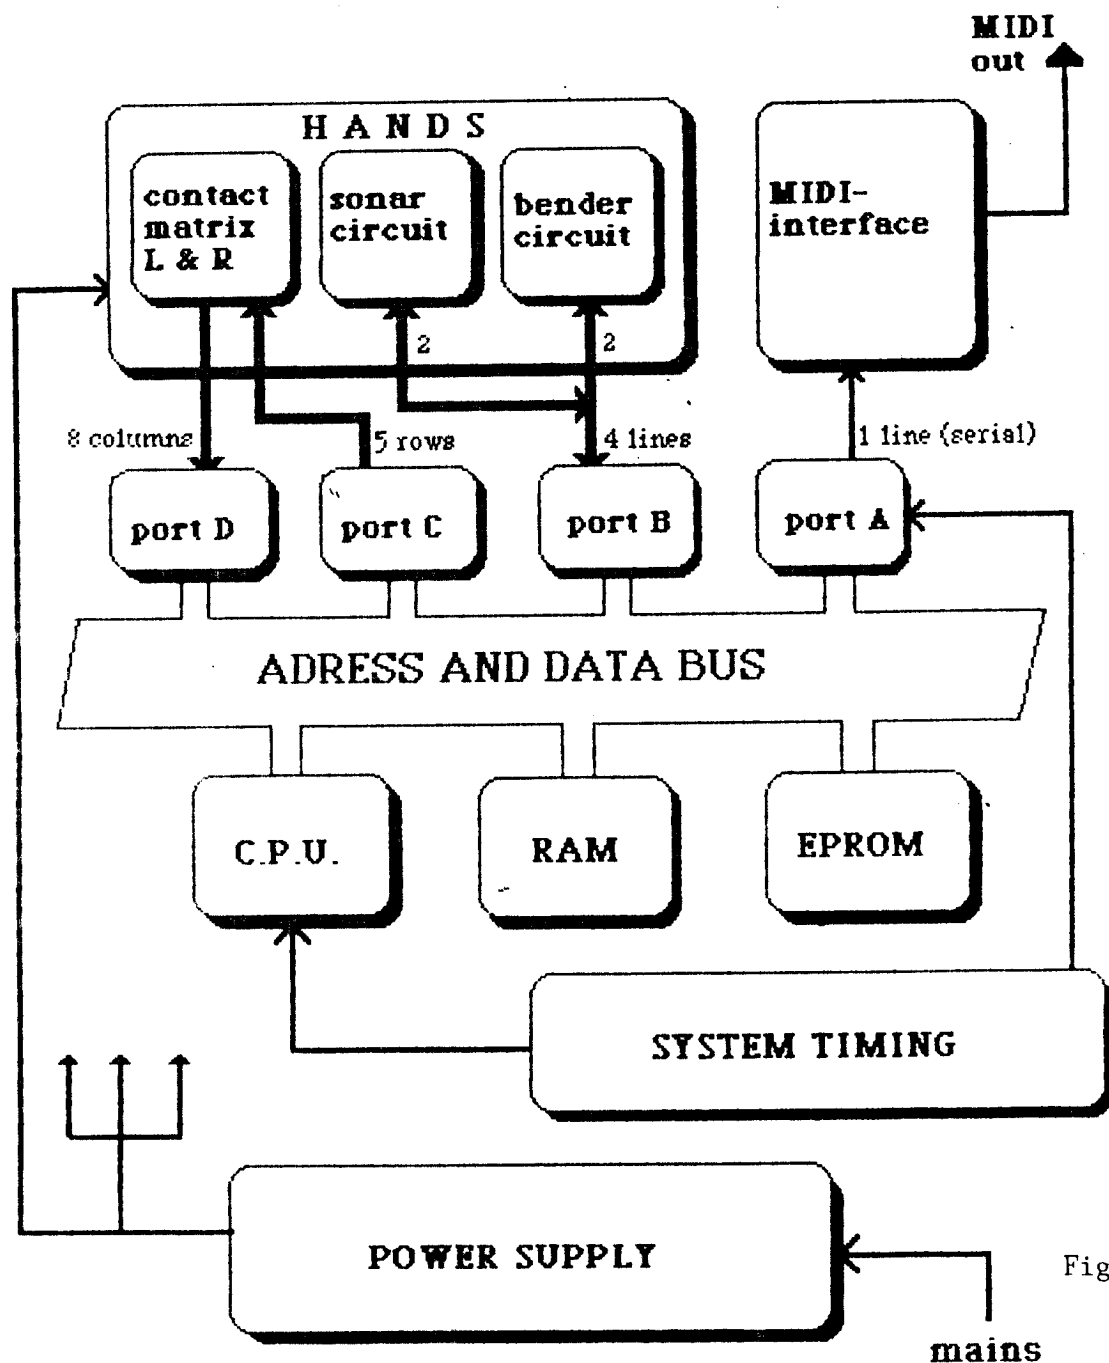 MIDI
out
H A N D S
contact
matrix
L & R
sonar
circuit
bender
circuit
MIDI-
interface
2
2
8 columns
5 rows
4 lines
1 line (serial)
port D
port C
port B
port A
ADRESS AND DATA BUS
C.P.U.
RAM
EPROM
SYSTEM TIMING
POWER SUPPLY
Fig
mains